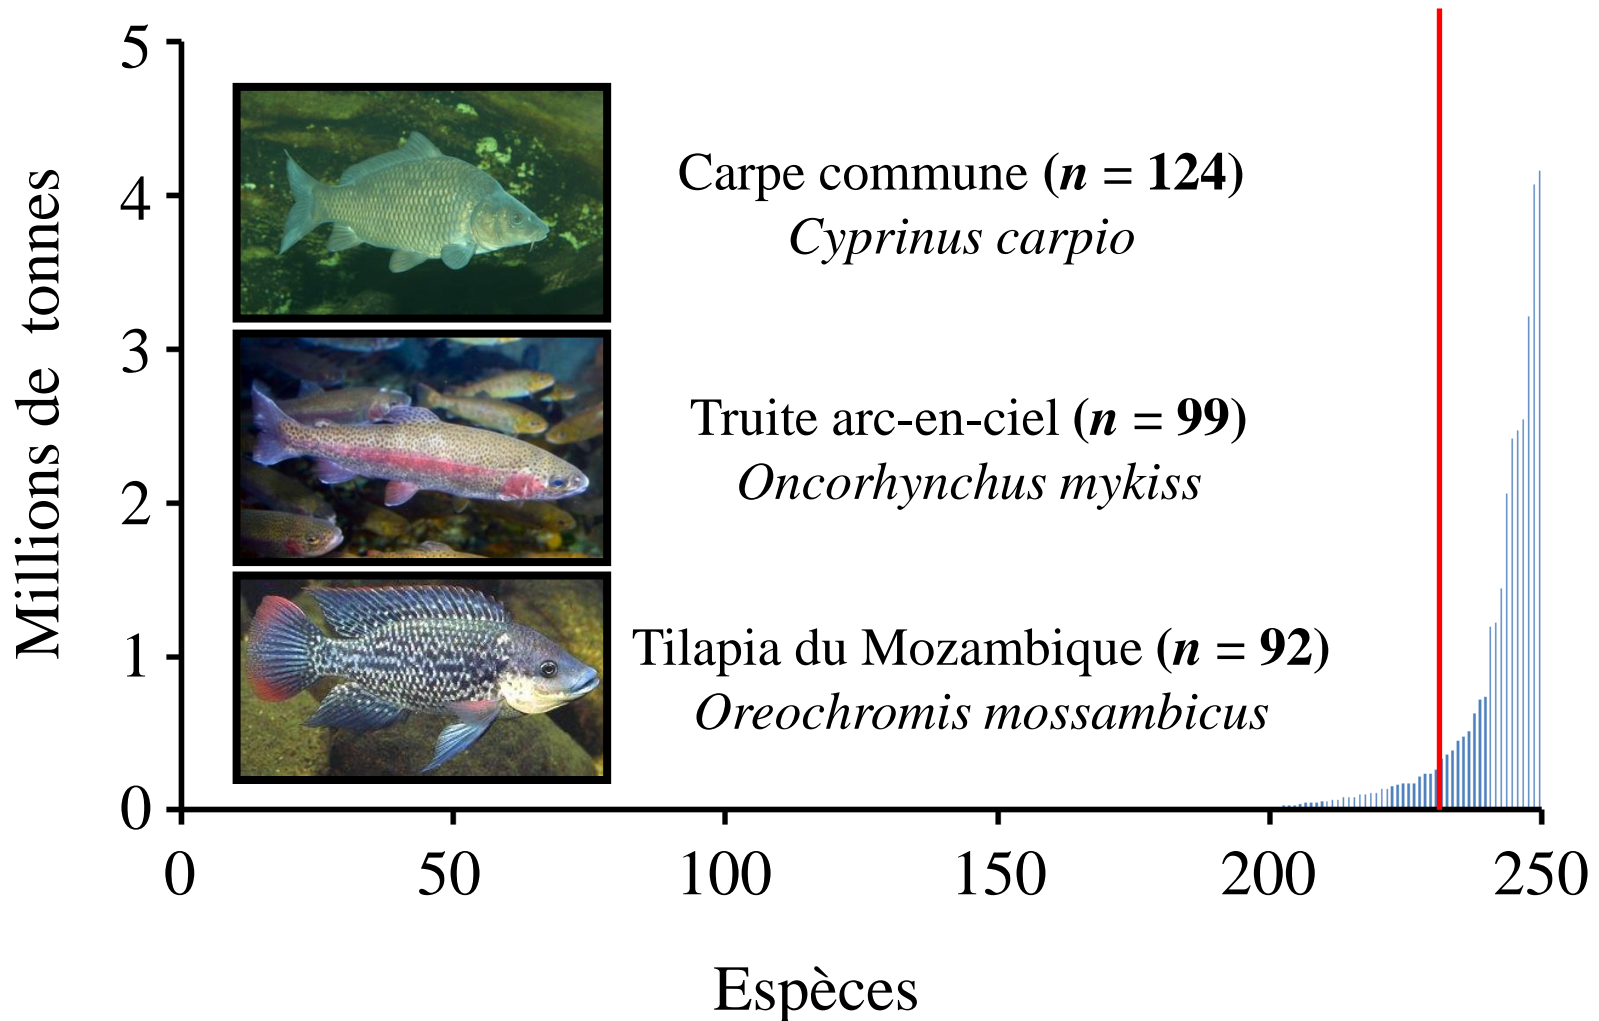 Millions de tonnes
5
4
3
2
1
0
Carpe commune (n = 124)
Cyprinus carpio
Truite arc-en-ciel (n = 99)
Oncorhynchus mykiss
Tilapia du Mozambique (n = 92)
Oreochromis mossambicus
0 50 100 150 200 250
Espèces